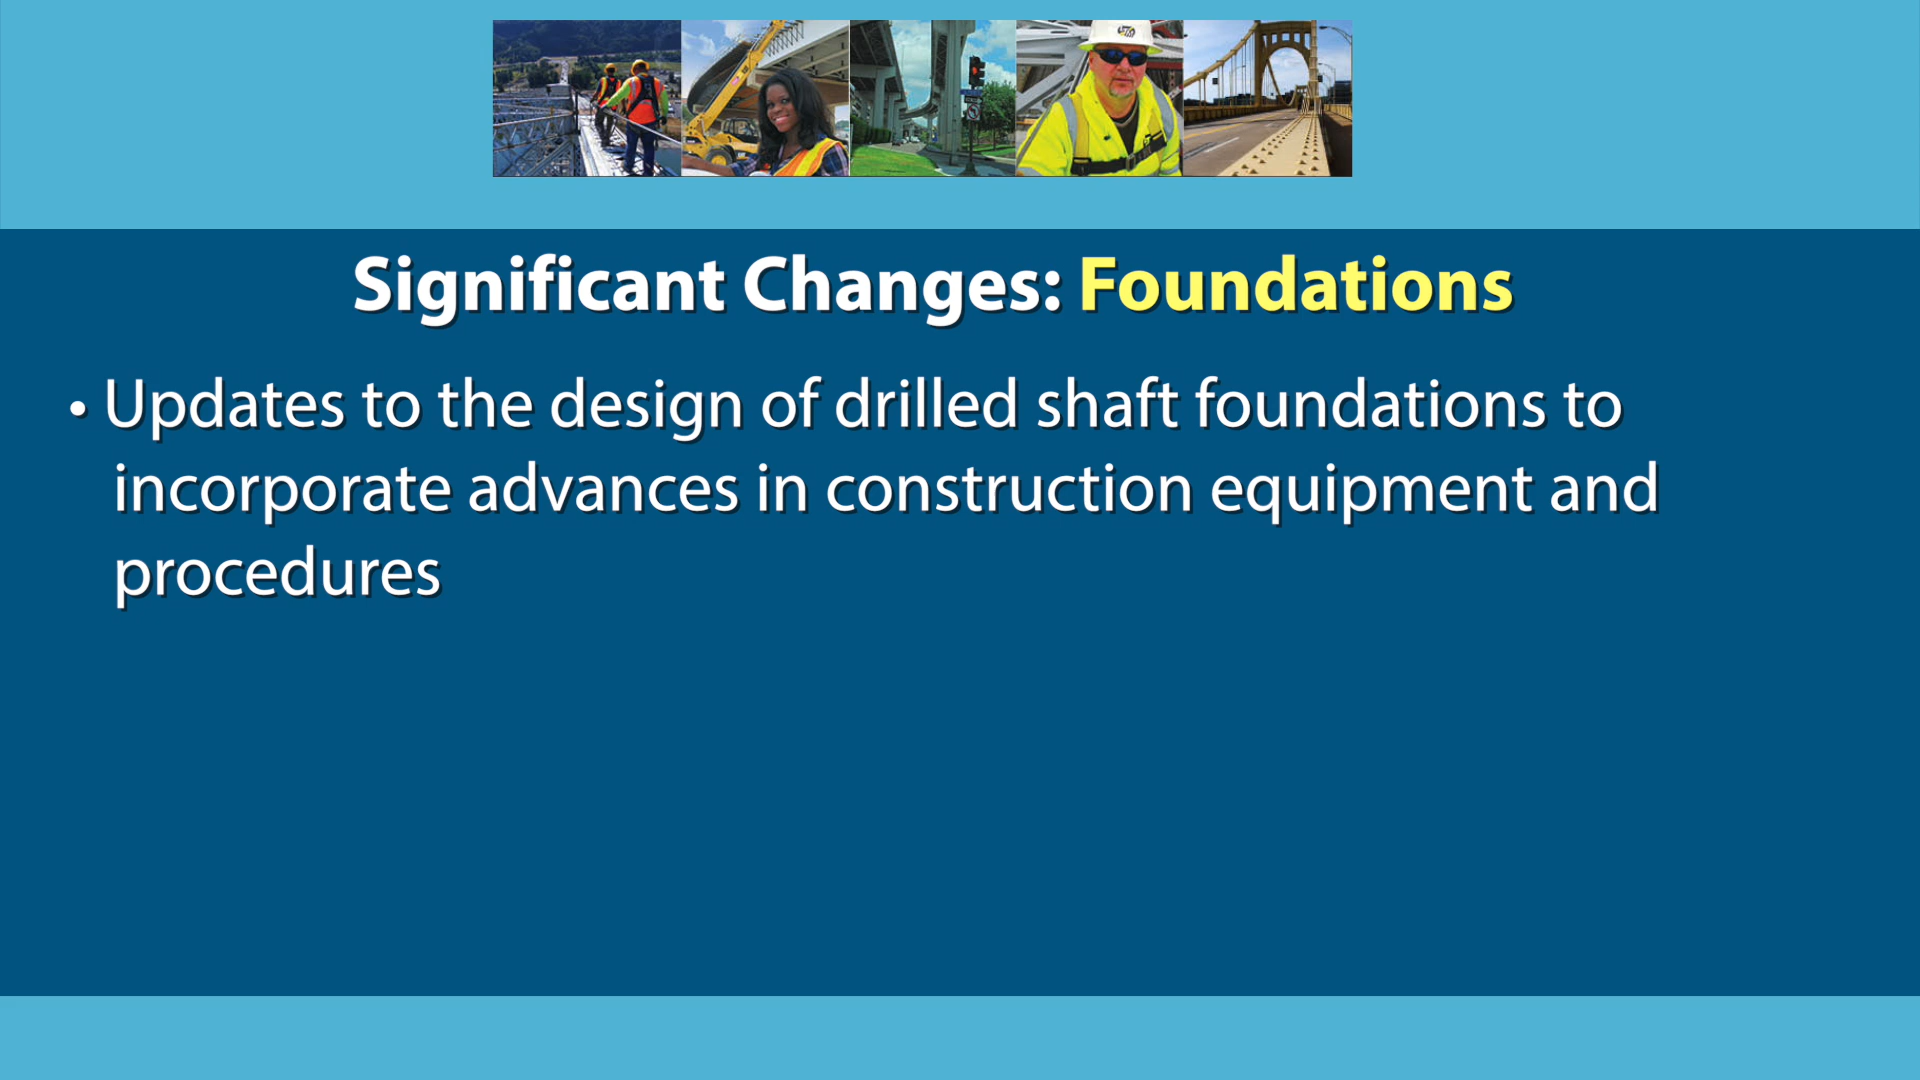 Significant Changes: Foundations
• Updates to the design of drilled shaft foundations to
incorporate advances in construction equipment and
procedures